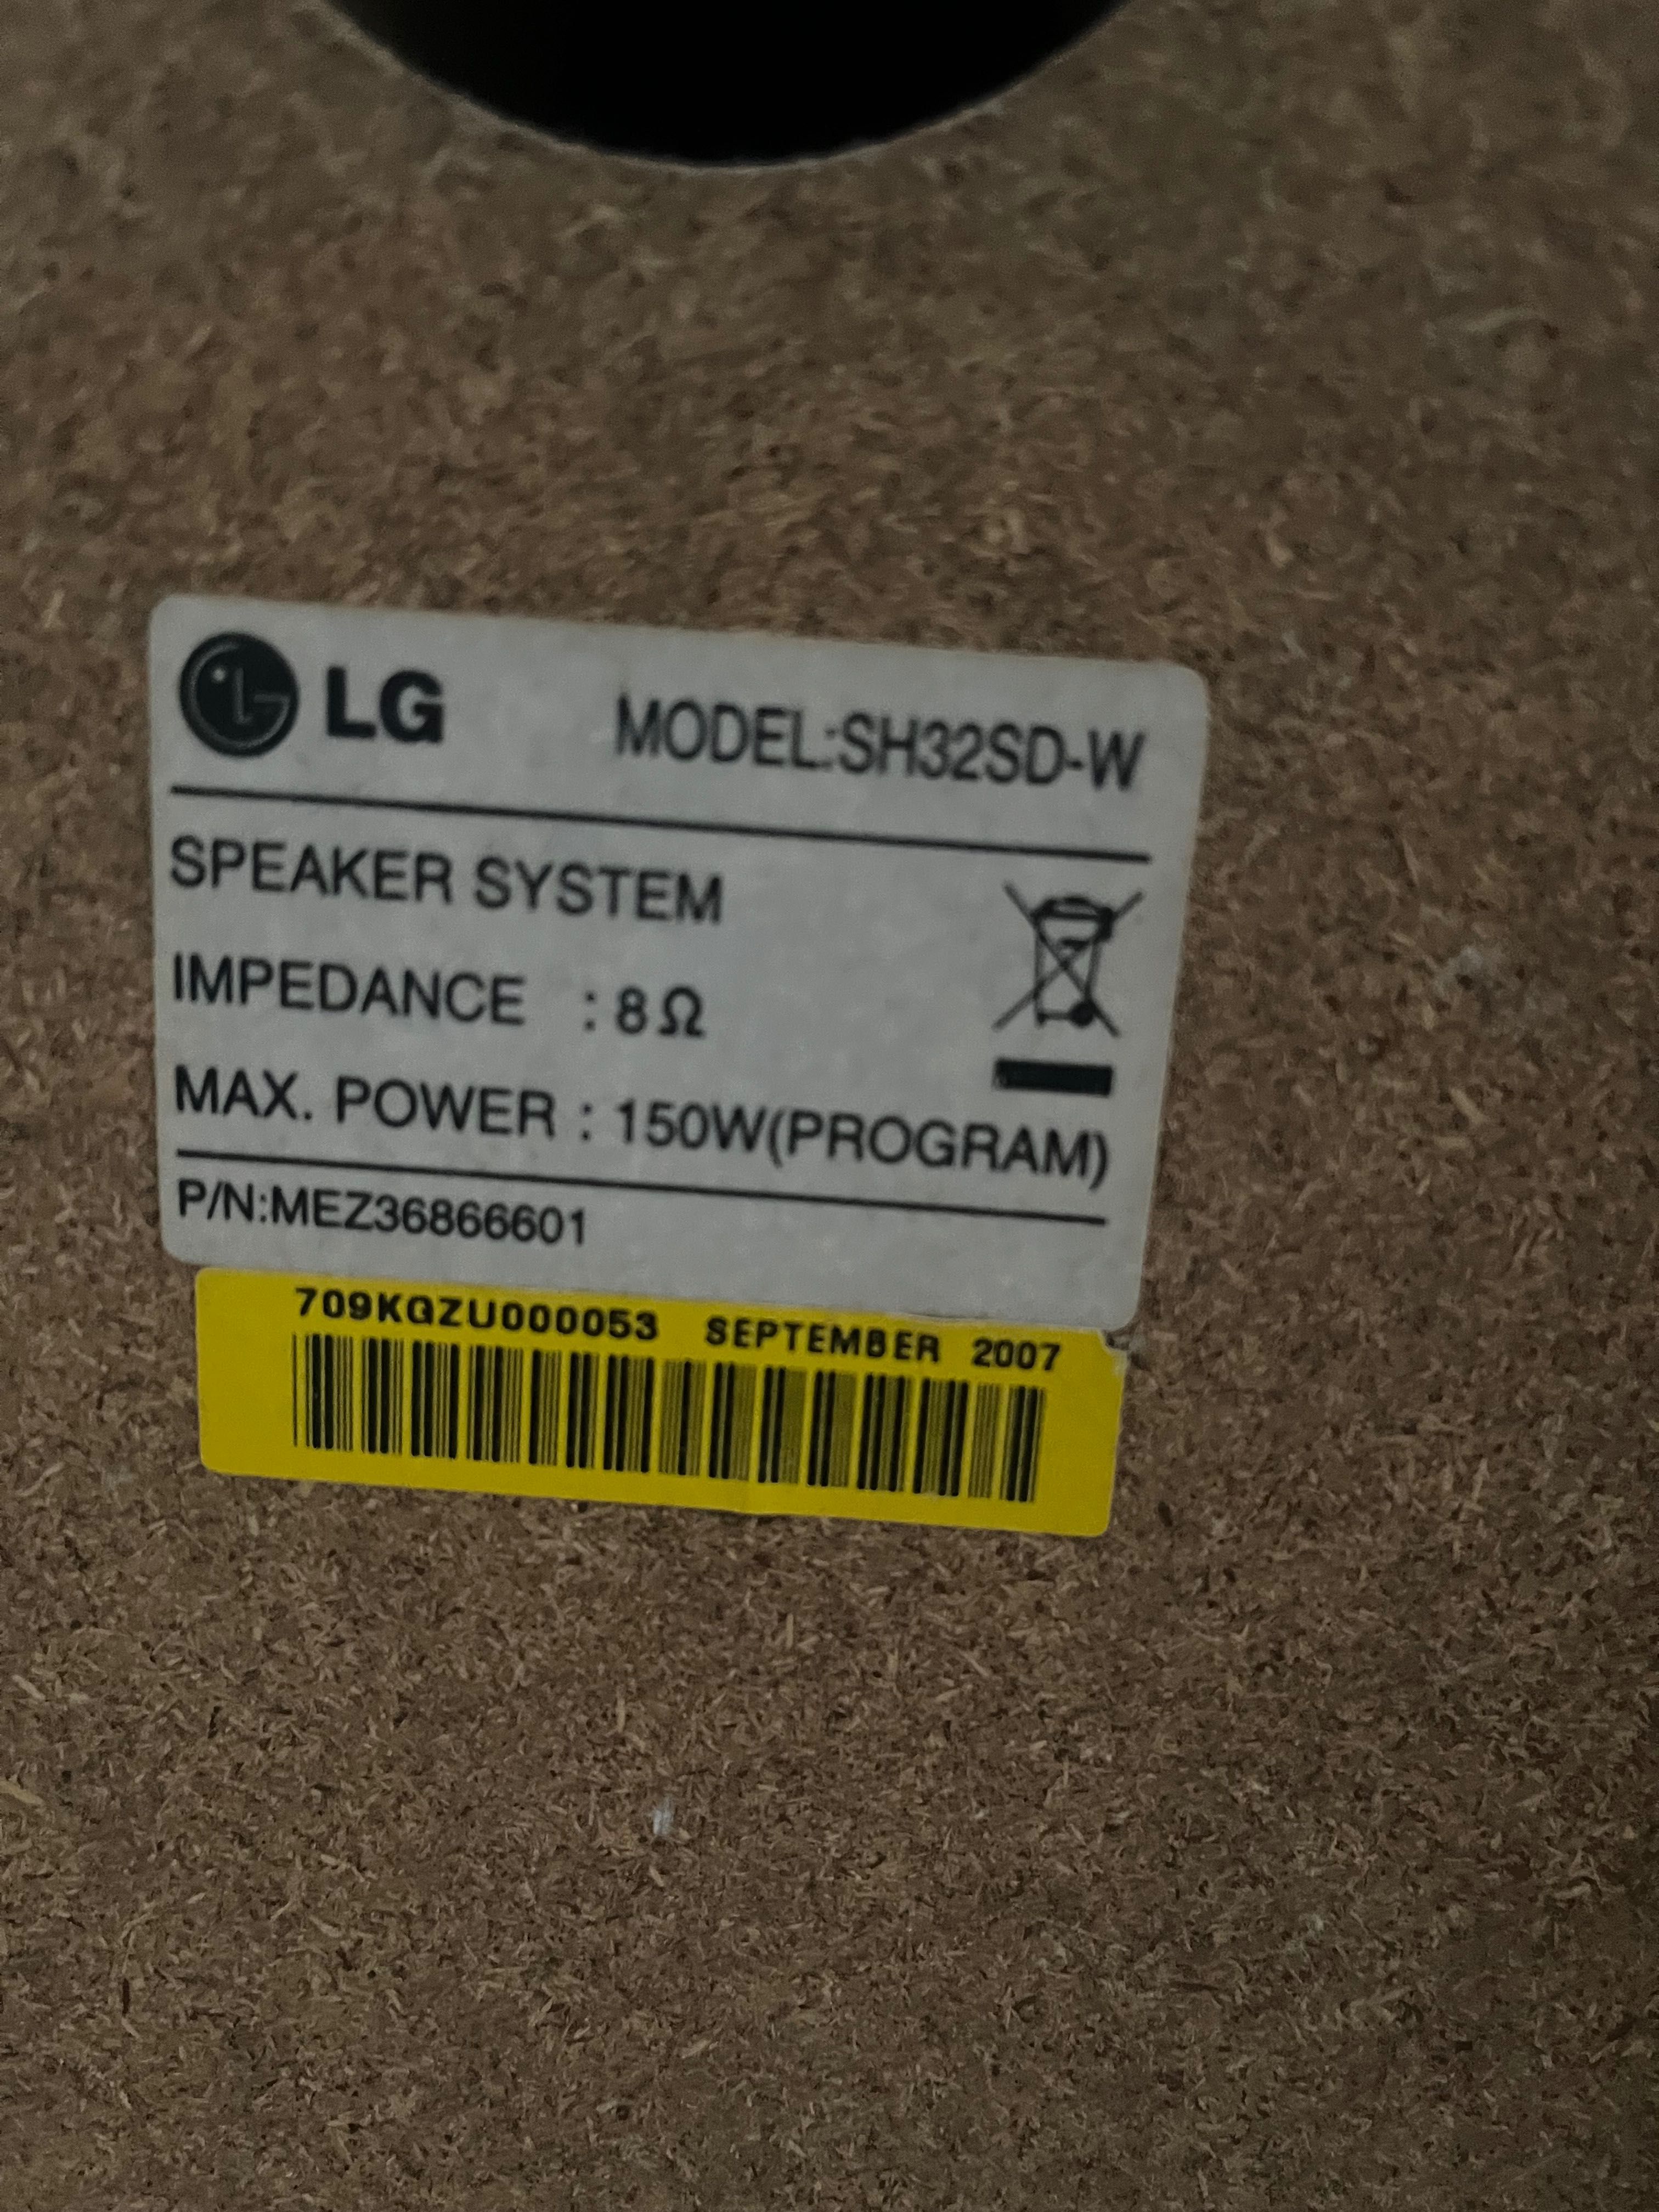 LG MODEL:SH32SD-W
SPEAKER SYSTEM
IMPEDANCE : 8Ω
MAX. POWER : 150W(PROGRAM)
P/N:MEZ36866601
709KGZU000053 SEPTEMBER 2007